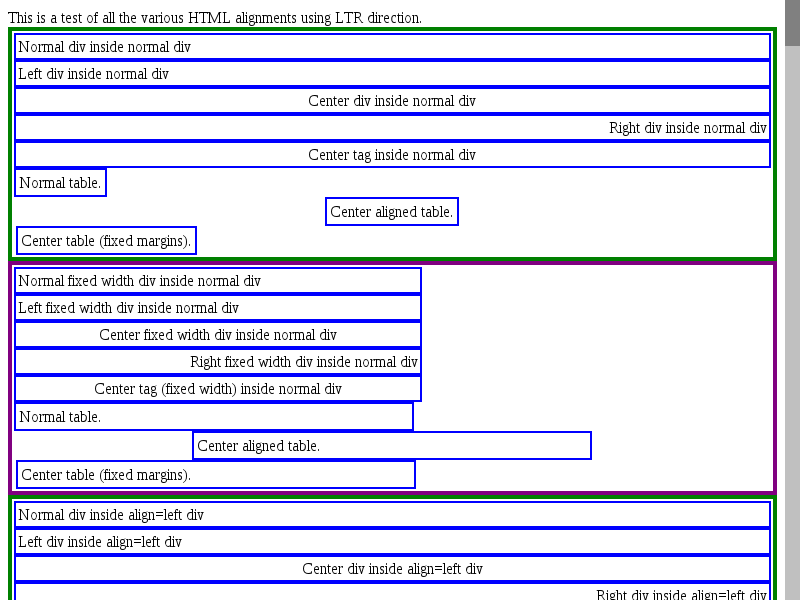 This is a test of all the various HTML alignments using LTR direction.
Normal div inside normal div
Left div inside normal div
Center div inside normal div
Right div inside normal div
Center tag inside normal div
Normal table.
Center aligned table.
Center table (fixed margins).
Normal fixed width div inside normal div
Left fixed width div inside normal div
Center fixed width div inside normal div
Right fixed width div inside normal div
Center tag (fixed width) inside normal div
Normal table.
Center aligned table.
Center table (fixed margins).
Normal div inside align=left div
Left div inside align=left div
Center div inside align=left div
Right div inside align=left div